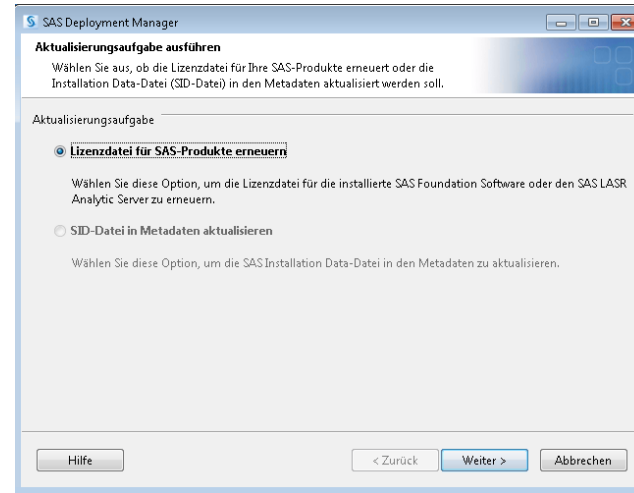 SAS Deployment Manager
Aktualisierungsaufgabe ausführen
Wählen Sie aus, ob die Lizenzdatei für Ihre SAS-Produkte erneuert oder die
Installation Data-Datei (SID-Datei) in den Metadaten aktualisiert werden soll.
Aktualisierungsaufgabe
Lizenzdatei für SAS-Produkte erneuern
Wählen Sie diese Option, um die Lizenzdatei für die installierte SAS Foundation Software oder den SAS LASR
Analytic Server zu erneuern.
SID-Datei in Metadaten aktualisieren
Wählen Sie diese Option, um die SAS Installation Data-Datei in den Metadaten zu aktualisieren.
Hilfe
< Zurück
Weiter >
Abbrechen